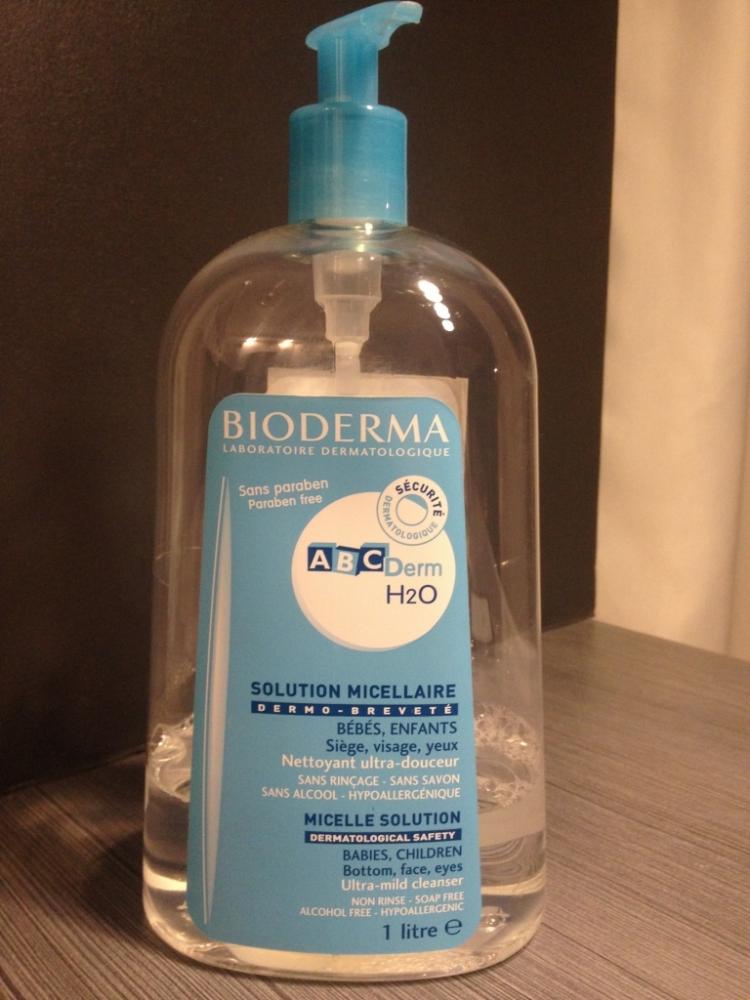 BIODERMA
LABORATOIRE DERMATOLOGIQUE
Sans paraben
Paraben free
SÉCURITÉ
DERMATOLOGIQUE
ABCDerm
H2O
SOLUTION MICELLAIRE
DERMO-BREVETÉ
BÉBÉS, ENFANTS
Siège, visage, yeux
Nettoyant ultra-douceur
SANS RINÇAGE - SANS SAVON
SANS ALCOOL - HYPOALLERGÉNIQUE
MICELLE SOLUTION
DERMATOLOGICAL SAFETY
BABIES, CHILDREN
Bottom, face, eyes
Ultra-mild cleanser
NON RINSE - SOAP FREE
ALCOHOL FREE - HYPOALLERGENIC
1 litre ℮